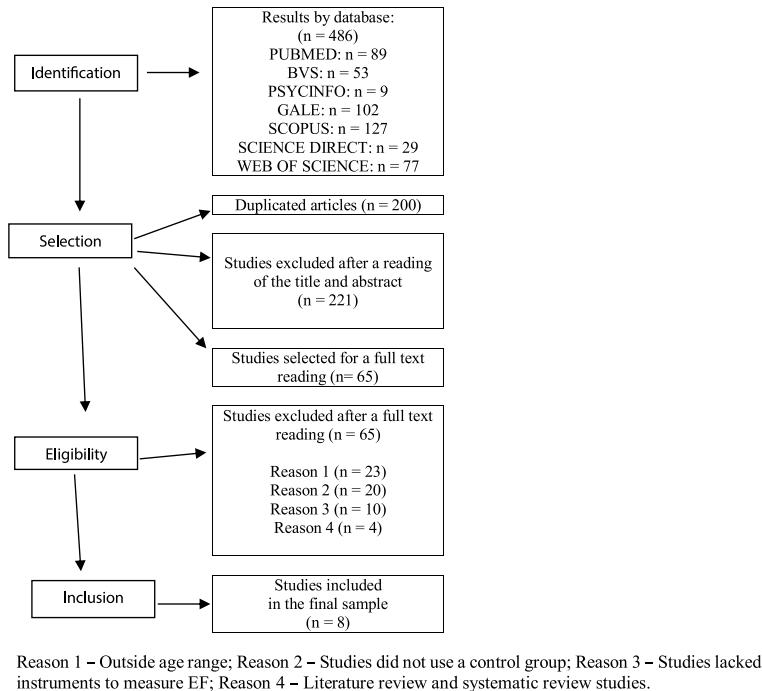 Identification
Results by database:
(n = 486)
PUBMED: n = 89
BVS: n = 53
PSYCINFO: n = 9
GALE: n = 102
SCOPUS: n = 127
SCIENCE DIRECT: n = 29
WEB OF SCIENCE: n = 77
Selection
Duplicated articles (n = 200)
Studies excluded after a reading
of the title and abstract
(n = 221)
Studies selected for a full text
reading (n= 65)
Eligibility
Studies excluded after a full text
reading (n = 65)
Reason 1 (n = 23)
Reason 2 (n = 20)
Reason 3 (n = 10)
Reason 4 (n = 4)
Inclusion
Studies included
in the final sample
(n = 8)
Reason 1 – Outside age range; Reason 2 – Studies did not use a control group; Reason 3 – Studies lacked
instruments to measure EF; Reason 4 – Literature review and systematic review studies.